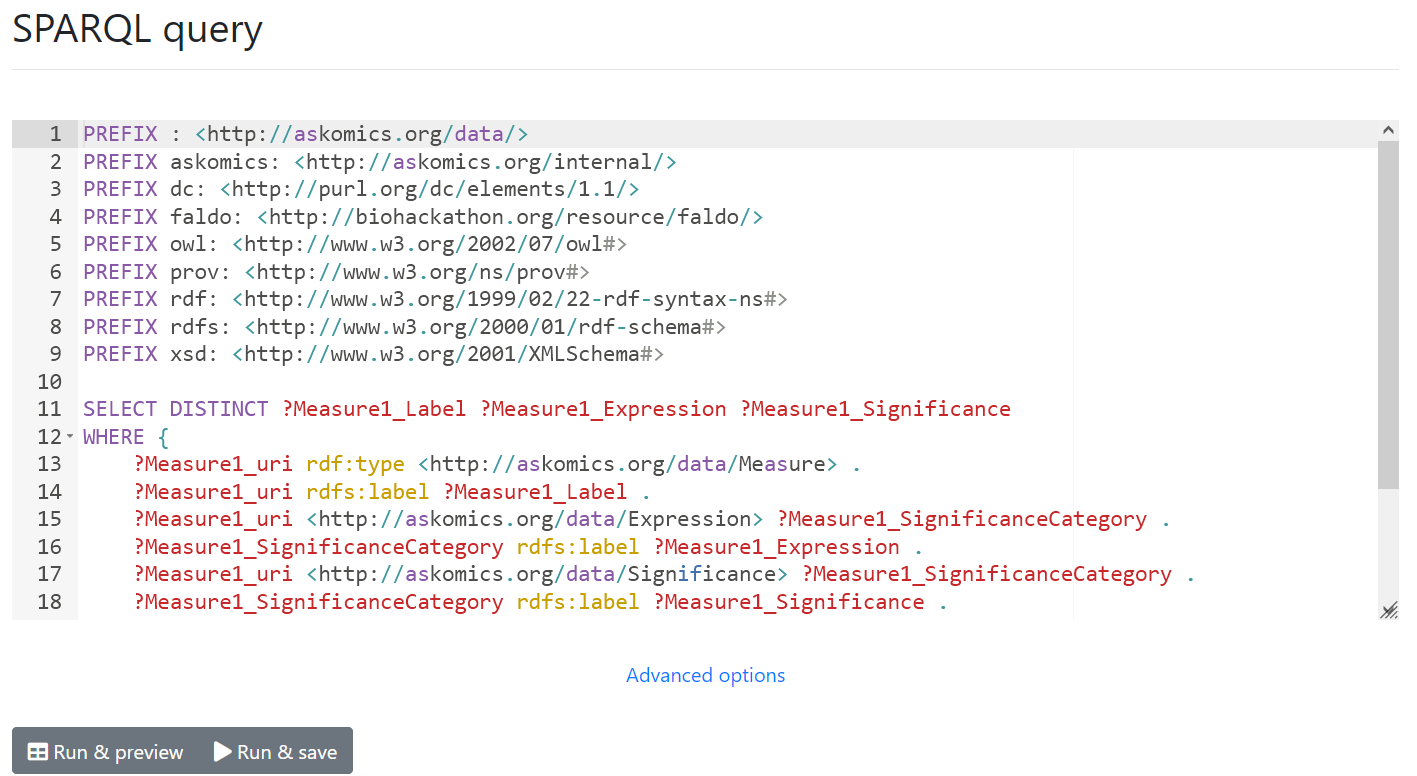 SPARQL query
1 PREFIX : <http://askomics.org/data/>
2 PREFIX askomics: <http://askomics.org/internal/>
3 PREFIX dc: <http://purl.org/dc/elements/1.1/>
4 PREFIX faldo: <http://biohackathon.org/resource/faldo/>
5 PREFIX owl: <http://www.w3.org/2002/07/owl#>
6 PREFIX prov: <http://www.w3.org/ns/prov#>
7 PREFIX rdf: <http://www.w3.org/1999/02/22-rdf-syntax-ns#>
8 PREFIX rdfs: <http://www.w3.org/2000/01/rdf-schema#>
9 PREFIX xsd: <http://www.w3.org/2001/XMLSchema#>
10
11 SELECT DISTINCT ?Measure1_Label ?Measure1_Expression ?Measure1_Significance
12 WHERE {
13 ?Measure1_uri rdf:type <http://askomics.org/data/Measure> .
14 ?Measure1_uri rdfs:label ?Measure1_Label .
15 ?Measure1_uri <http://askomics.org/data/Expression> ?Measure1_SignificanceCategory .
16 ?Measure1_SignificanceCategory rdfs:label ?Measure1_Expression .
17 ?Measure1_uri <http://askomics.org/data/Significance> ?Measure1_SignificanceCategory .
18 ?Measure1_SignificanceCategory rdfs:label ?Measure1_Significance .
Advanced options
Run & preview Run & save